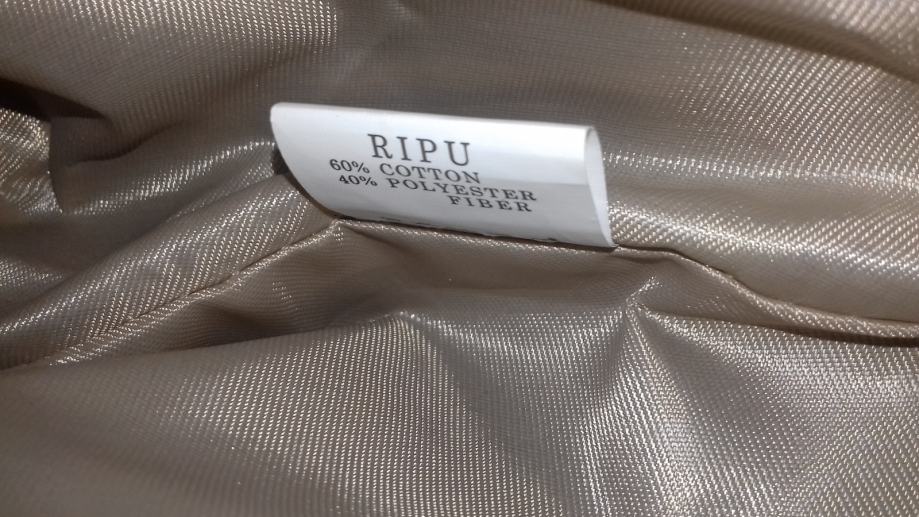 RIPU
60% COTTON
40% POLYESTER
FIBER